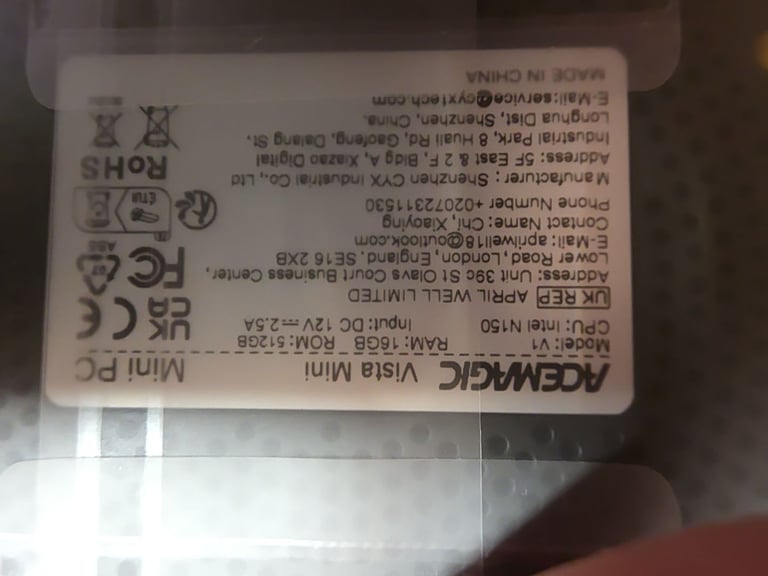 ACEMAGIC Vista Mini Mini PC
Model: V1 RAM: 16GB ROM: 512GB
CPU: Intel N150 Input: DC 12V⎓2.5A
UK REP APRIL WELL LIMITED
Address: Unit 39c St Olavs Court Business Center,
Lower Road, London, England. SE16 2XB
E-Mail: apriwell18@outlook.com
Contact Name: Chi, Xiaoying
Phone Number +02072311530
Manufacturer: Shenzhen CYX Industrial Co., Ltd
Address: 5F East & 2 F, Bldg A, Xiazao Digital
Industrial Park, 8 Huali Rd, Gaofeng, Dalang St,
Longhua Dist, Shenzhen, China.
E-Mail: service@cyxtech.com
MADE IN CHINA
UK
CA
CE
FC
ABS
ETUI
RoHS